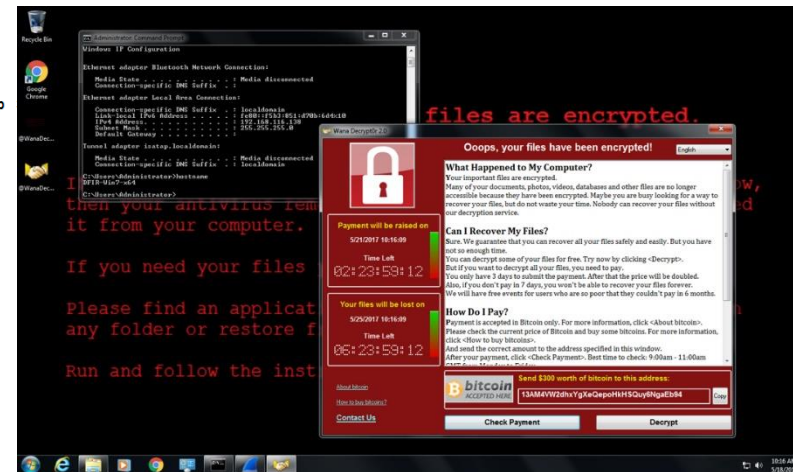 Recycle Bin
Google
Chrome
@WanaDec...
@WanaDec...
Administrator: Command Prompt
Windows IP Configuration
Ethernet adapter Bluetooth Network Connection:
Media State . . . . . . . . . . . : Media disconnected
Connection-specific DNS Suffix  . :
Ethernet adapter Local Area Connection:
Connection-specific DNS Suffix  . : localdomain
Link-local IPv6 Address . . . . . :
IPv4 Address. . . . . . . . . . . : 192.168.116.138
Subnet Mask . . . . . . . . . . . : 255.255.255.0
Default Gateway . . . . . . . . . :
Tunnel adapter isatap.localdomain:
Media State . . . . . . . . . . . : Media disconnected
Connection-specific DNS Suffix  . : localdomain
C:\Users\Administrator>hostname
DFIR-Win7-x64
C:\Users\Administrator>
files are encrypted.
then your antivirus
it from your computer.
If you need your files
Please find an
any folder or restore
Run and follow the
Wana Decrypt0r 2.0
Ooops, your files have been encrypted!
English
Payment will be raised on
5/21/2017 10:16:09
Time Left
02:23:59:12
Your files will be lost on
5/25/2017 10:16:09
Time Left
06:23:59:12
About bitcoin
How to buy bitcoins?
Contact Us
What Happened to My Computer?
Your important files are encrypted.
Many of your documents, photos, videos, databases and other files are no longer
accessible because they have been encrypted. Maybe you are busy looking for a way to
recover your files, but do not waste your time. Nobody can recover your files without
our decryption service.
Can I Recover My Files?
Sure. We guarantee that you can recover all your files safely and easily. But you have
not so enough time.
You can decrypt some of your files for free. Try now by clicking <Decrypt>.
But if you want to decrypt all your files, you need to pay.
You only have 3 days to submit the payment. After that the price will be doubled.
Also, if you don't pay in 7 days, you won't be able to recover your files forever.
We will have free events for users who are so poor that they couldn't pay in 6 months.
How Do I Pay?
Payment is accepted in Bitcoin only. For more information, click <About bitcoin>.
Please check the current price of Bitcoin and buy some bitcoins. For more information,
click <How to buy bitcoins>.
And send the correct amount to the address specified in this window.
After your payment, click <Check Payment>. Best time to check: 9:00am - 11:00am
GMT from Monday to Friday.
bitcoin
ACCEPTED HERE
Send $300 worth of bitcoin to this address:
13AM4VW2dhxYgXeQepoHkHSQuy6NgaEb94
Copy
Check Payment
Decrypt
10:16 AM